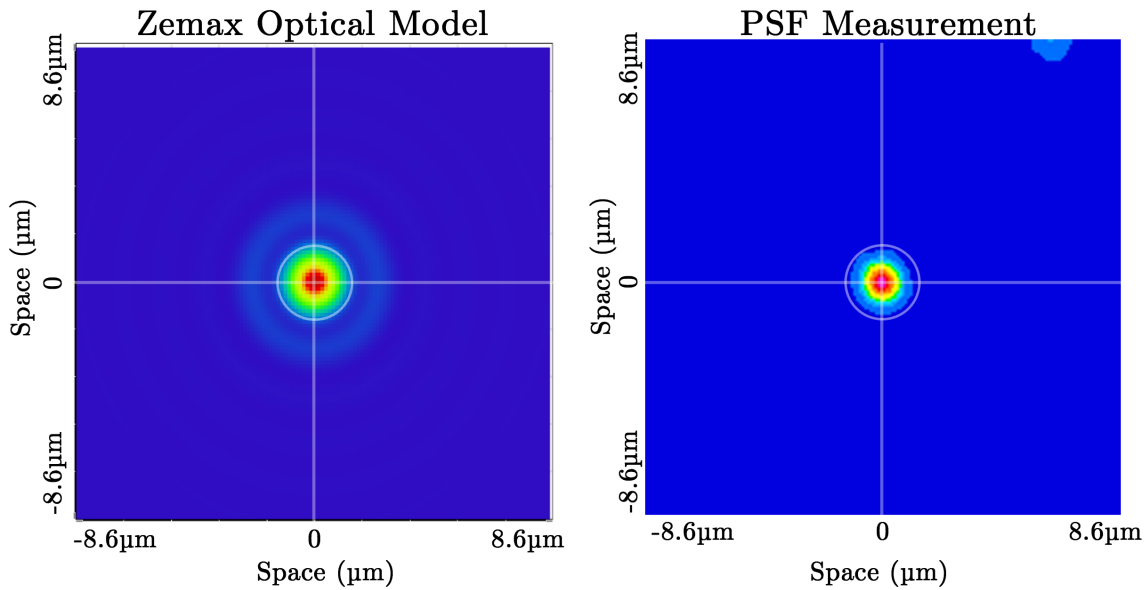 Zemax Optical Model
8.6µm
0
-8.6µm
Space (µm)
-8.6µm
0
8.6µm
Space (µm)
PSF Measurement
8.6µm
0
-8.6µm
Space (µm)
-8.6µm
0
8.6µm
Space (µm)